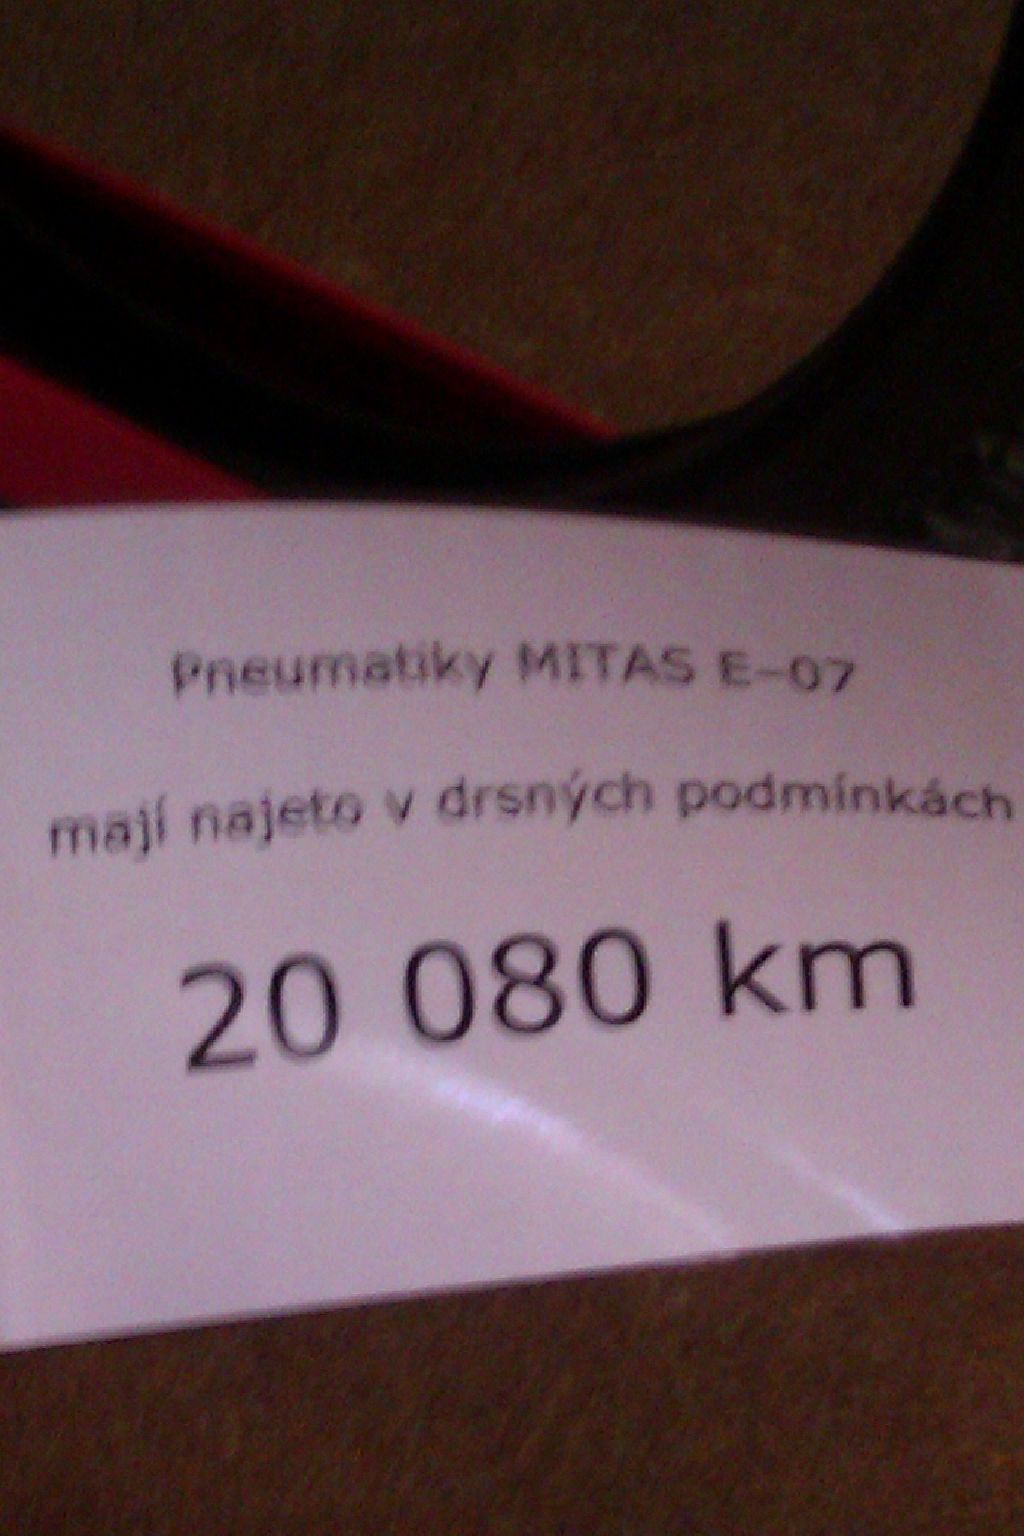 Pneumatiky MITAS E-07
mají najeto v drsných podmínkách
20 080 km